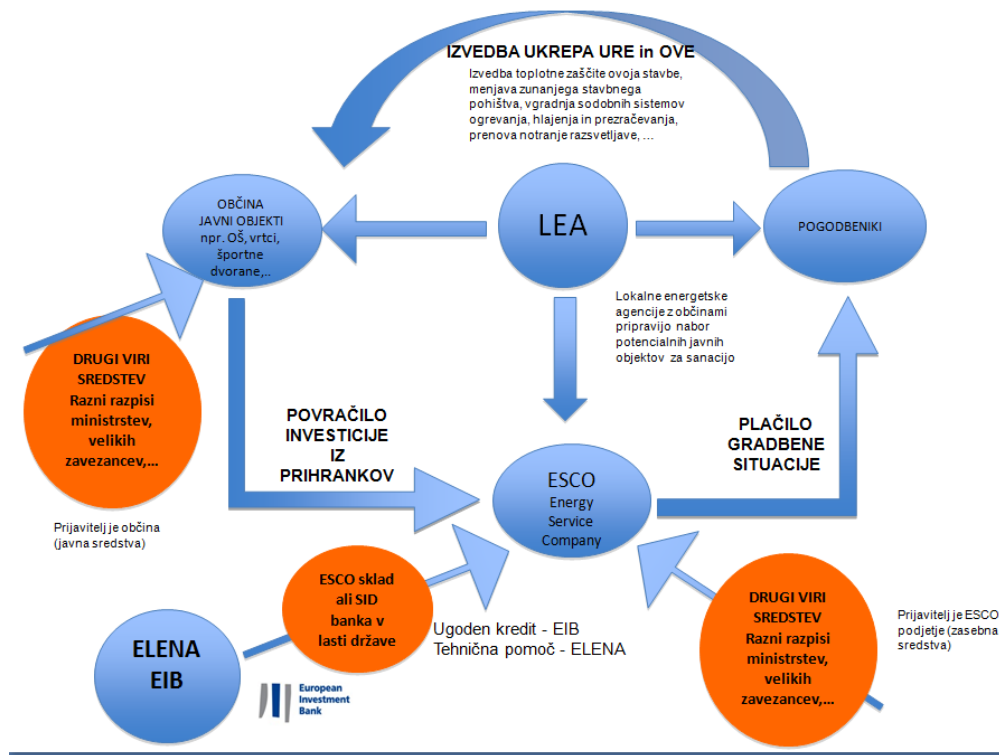 IZVEDBA UKREPA URE in OVE
Izvedba toplotne zaščite ovoja stavbe,
menjava zunanjega stavbnega
pohištva, vgradnja sodobnih sistemov
ogrevanja, hlajenja in prezračevanja,
prenova notranje razsvetljave, ...
OBČINA
JAVNI OBJEKTI
npr. OŠ, vrtci,
športne
dvorane,..
LEA
POGODBENIKI
Lokalne energetske
agencije z občinami
pripravijo nabor
potencialnih javnih
objektov za sanacijo
DRUGI VIRI
SREDSTEV
Razni razpisi
ministrstev,
velikih
zavezancev,...
Prijavitelj je občina
(javna sredstva)
POVRAČILO
INVESTICIJE
IZ
PRIHRANKOV
PLAČILO
GRADBENE
SITUACIJE
ESCO
Energy
Service
Company
ELENA
EIB
ESCO sklad
ali SID
banka v
lasti države
Ugoden kredit - EIB
Tehnična pomoč - ELENA
European
Investment
Bank
DRUGI VIRI
SREDSTEV
Razni razpisi
ministrstev,
velikih
zavezancev,...
Prijavitelj je ESCO
podjetje (zasebna
sredstva)